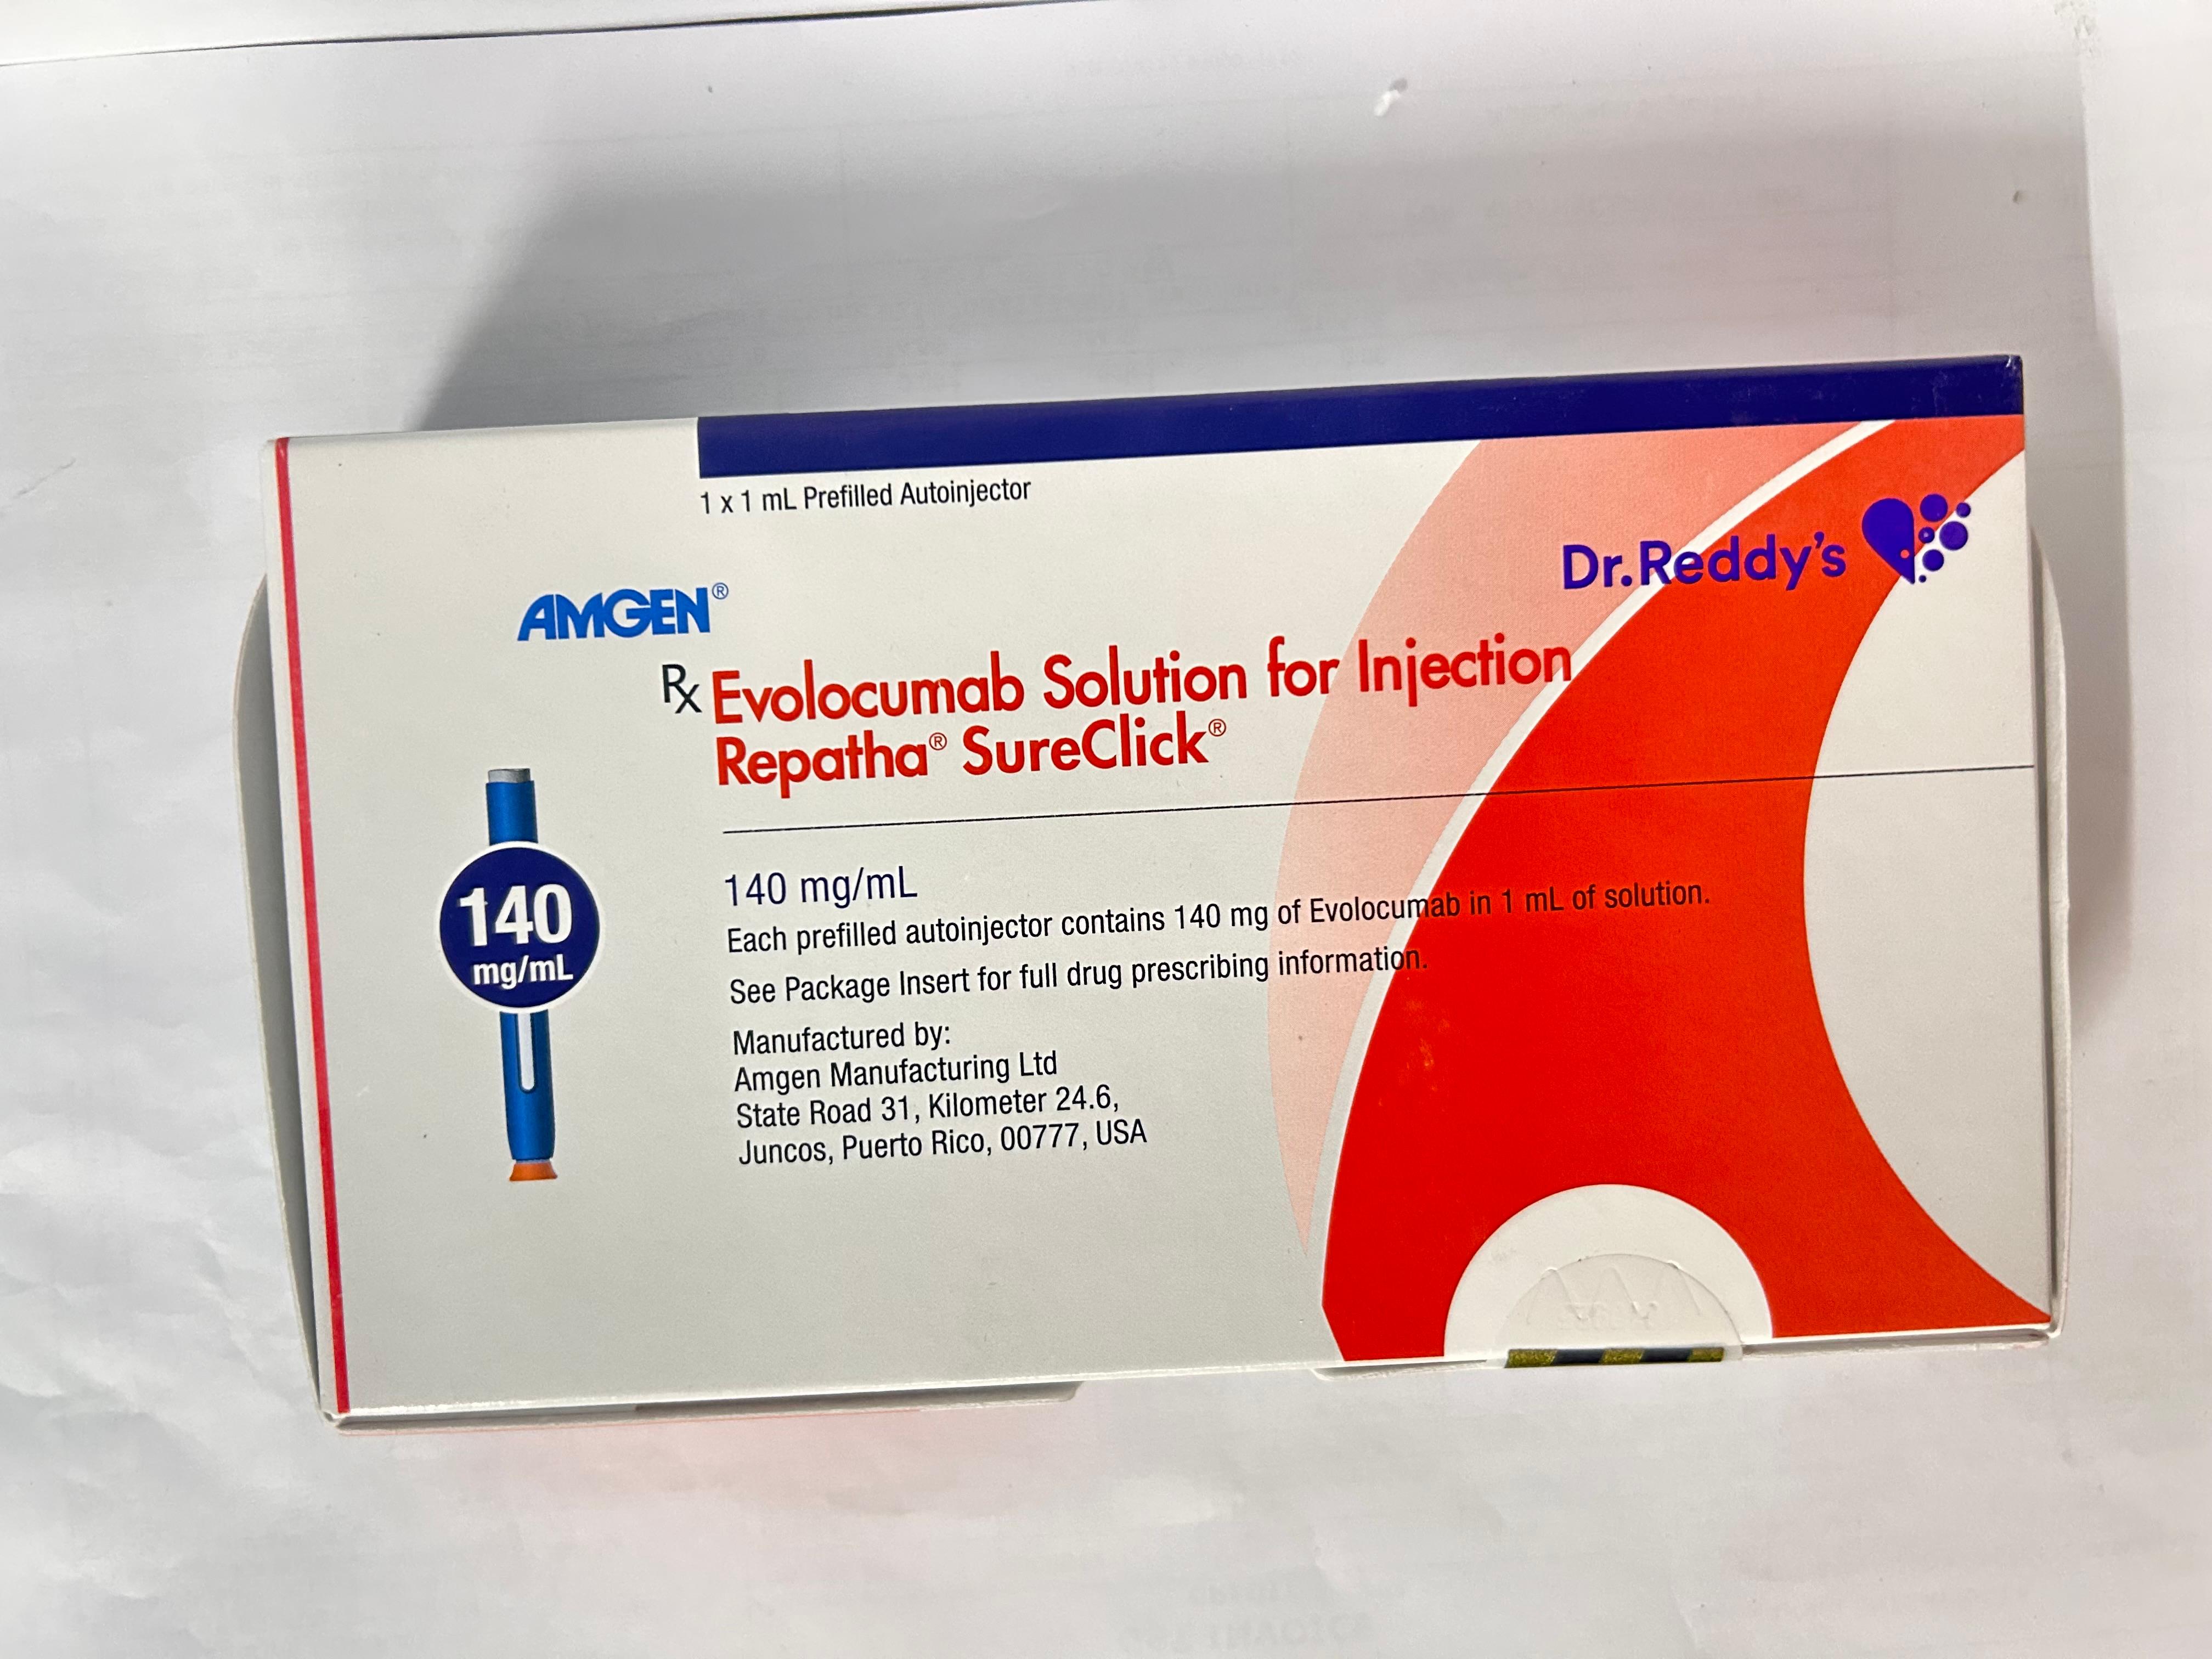 1 x 1 mL Prefilled Autoinjector
Dr.Reddy's
AMGEN®
Rx Evolocumab Solution for Injection
Repatha® SureClick®
140 mg/mL
Each prefilled autoinjector contains 140 mg of Evolocumab in 1 mL of solution.
See Package Insert for full drug prescribing information.
Manufactured by:
Amgen Manufacturing Ltd
State Road 31, Kilometer 24.6,
Juncos, Puerto Rico, 00777, USA
140
mg/mL